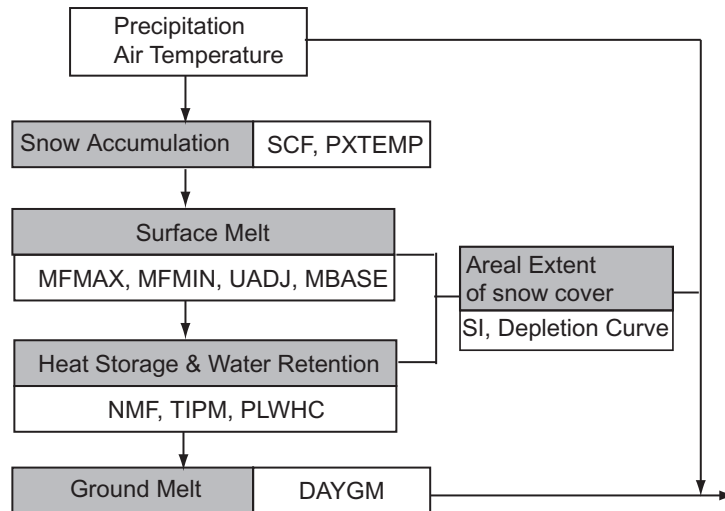 Precipitation
Air Temperature
Snow Accumulation
SCF, PXTEMP
Surface Melt
MFMAX, MFMIN, UADJ, MBASE
Areal Extent
of snow cover
SI, Depletion Curve
Heat Storage & Water Retention
NMF, TIPM, PLWHC
Ground Melt
DAYGM